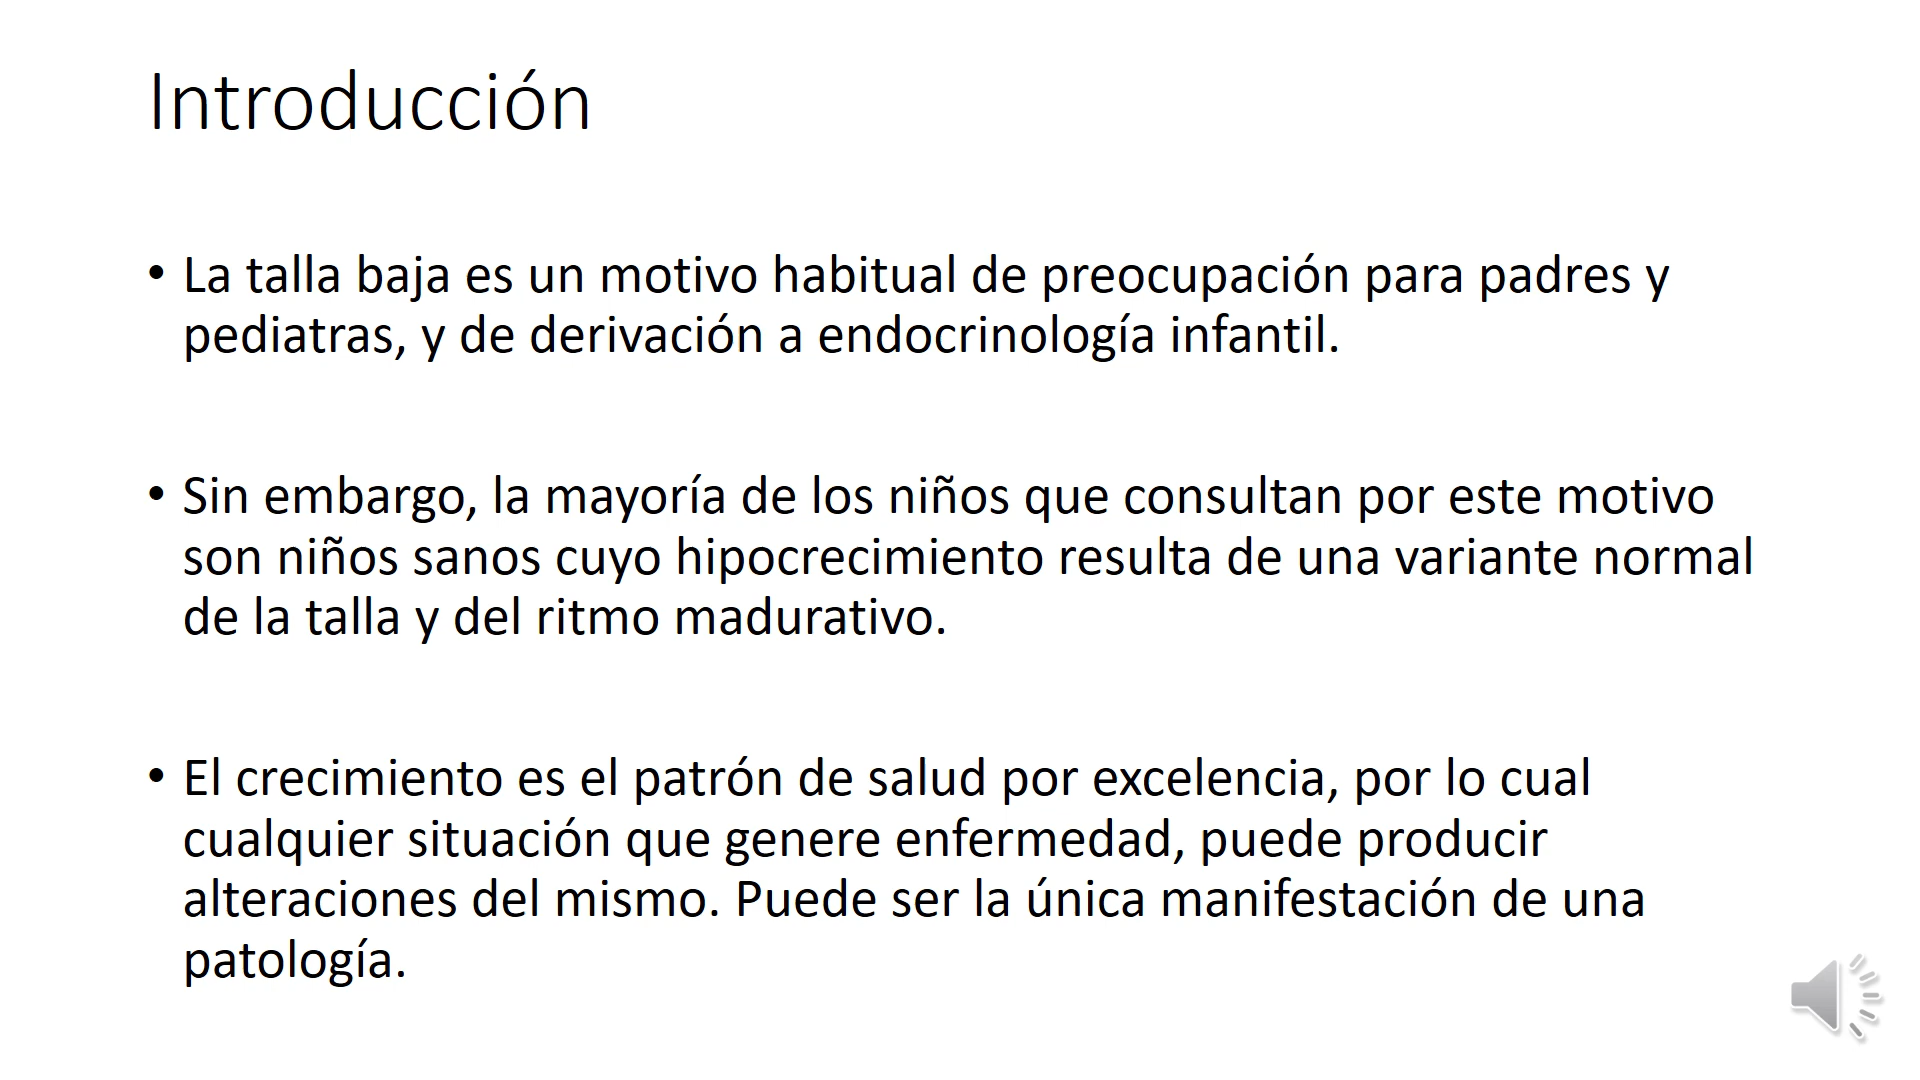 Introducción
• La talla baja es un motivo habitual de preocupación para padres y
pediatras, y de derivación a endocrinología infantil.
• Sin embargo, la mayoría de los niños que consultan por este motivo
son niños sanos cuyo hipocrecimiento resulta de una variante normal
de la talla y del ritmo madurativo.
• El crecimiento es el patrón de salud por excelencia, por lo cual
cualquier situación que genere enfermedad, puede producir
alteraciones del mismo. Puede ser la única manifestación de una
patología.